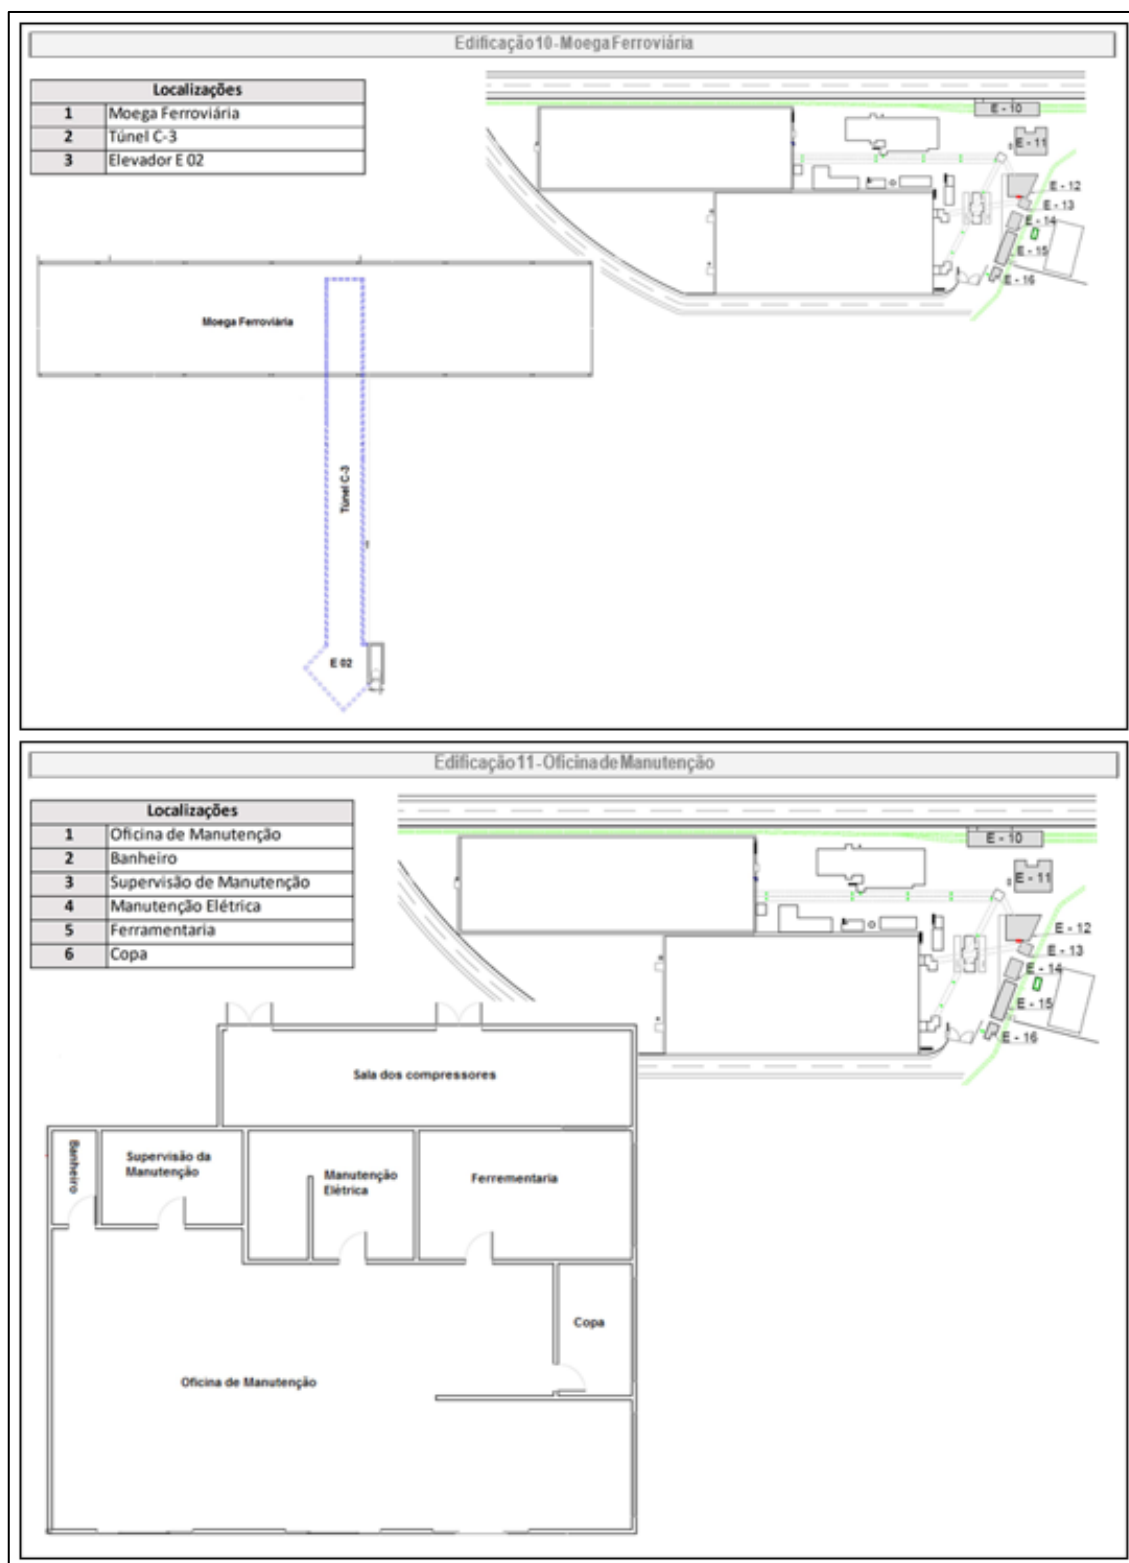 Edificação 10 - Moega Ferroviária
Localizações
1 Moega Ferroviária
2 Túnel C-3
3 Elevador E 02
E - 10
E - 11
E - 12
E - 13
E - 14
E - 15
E - 16
Moega Ferroviária
Túnel C-3
E 02
Edificação 11 - Oficina de Manutenção
Localizações
1 Oficina de Manutenção
2 Banheiro
3 Supervisão de Manutenção
4 Manutenção Elétrica
5 Ferramentaria
6 Copa
E - 10
E - 11
E - 12
E - 13
E - 14
E - 15
E - 16
Sala dos compressores
Banheiro
Supervisão da
Manutenção
Manutenção
Elétrica
Ferrementaria
Copa
Oficina de Manutenção